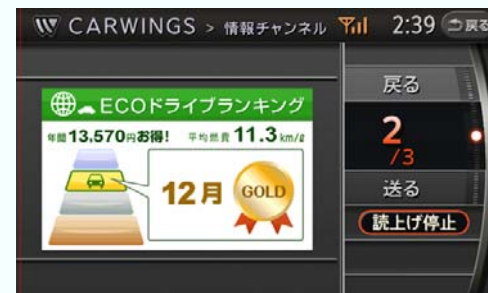 CARWINGS > 情報チャンネル 2:39 戻る
ECOドライブランキング
年間13,570円お得! 平均燃費11.3km/ℓ
12月 GOLD
戻る
2/3
送る
読上げ停止